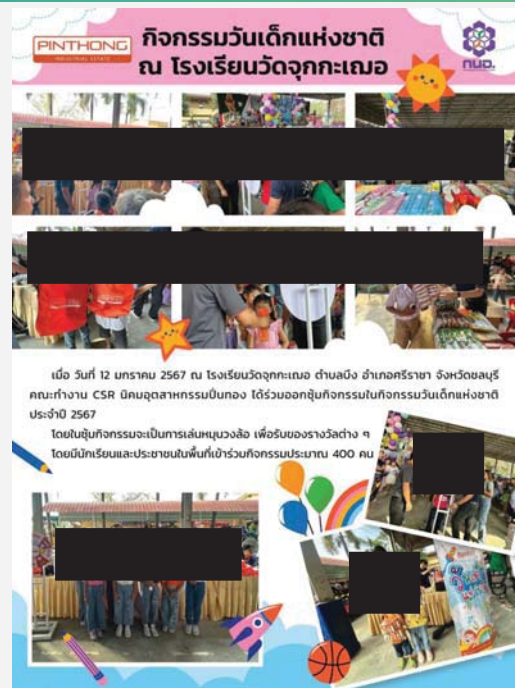 PINTHONG
INDUSTRIAL ESTATE
กิจกรรมวันเด็กแห่งชาติ
ณ โรงเรียนวัดจุกกะเฌอ
กนอ.
เมื่อ วันที่ 12 มกราคม 2567 ณ โรงเรียนวัดจุกกะเฌอ ตำบลบึง อำเภอศรีราชา จังหวัดชลบุรี
คณะทำงาน CSR นิคมอุตสาหกรรมปิ่นทอง ได้ร่วมออกซุ้มกิจกรรมในกิจกรรมวันเด็กแห่งชาติ
ประจำปี 2567
โดยในซุ้มกิจกรรมจะเป็นการเล่นหมุนวงล้อ เพื่อรับของรางวัลต่าง ๆ
โดยมีนักเรียนและประชาชนในพื้นที่เข้าร่วมกิจกรรมประมาณ 400 คน